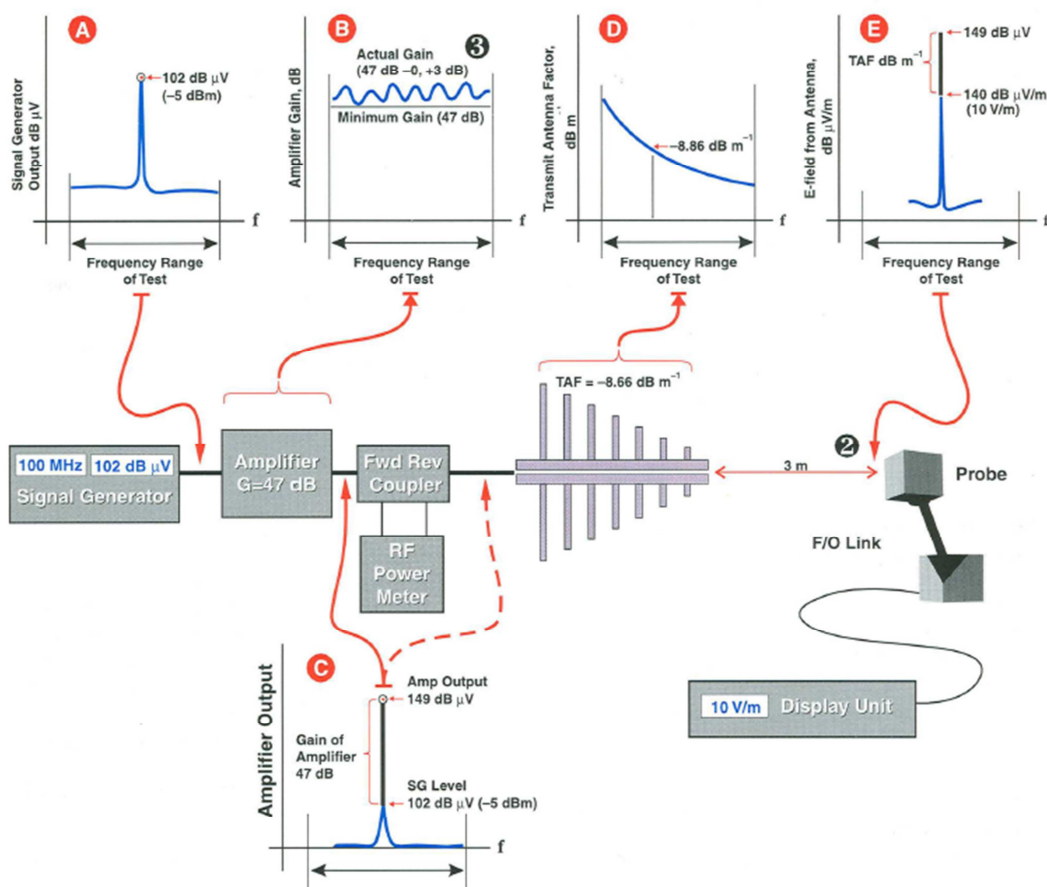 A
Signal Generator
Output dB µV
102 dB µV
(–5 dBm)
f
Frequency Range
of Test
B
3
Amplifier Gain, dB
Actual Gain
(47 dB –0, +3 dB)
Minimum Gain (47 dB)
f
Frequency Range
of Test
D
Transmit Antenna Factor,
dB m⁻¹
–8.86 dB m⁻¹
f
Frequency Range
of Test
E
E-field from Antenna,
dB µV/m
149 dB µV
TAF dB m⁻¹
140 dB µV/m
(10 V/m)
f
Frequency Range
of Test
100 MHz 102 dB µV
Signal Generator
Amplifier
G=47 dB
Fwd Rev
Coupler
RF
Power
Meter
TAF = –8.66 dB m⁻¹
3 m
2
Probe
F/O Link
10 V/m Display Unit
C
Amplifier Output
Amp Output
149 dB µV
Gain of
Amplifier
47 dB
SG Level
102 dB µV (–5 dBm)
f